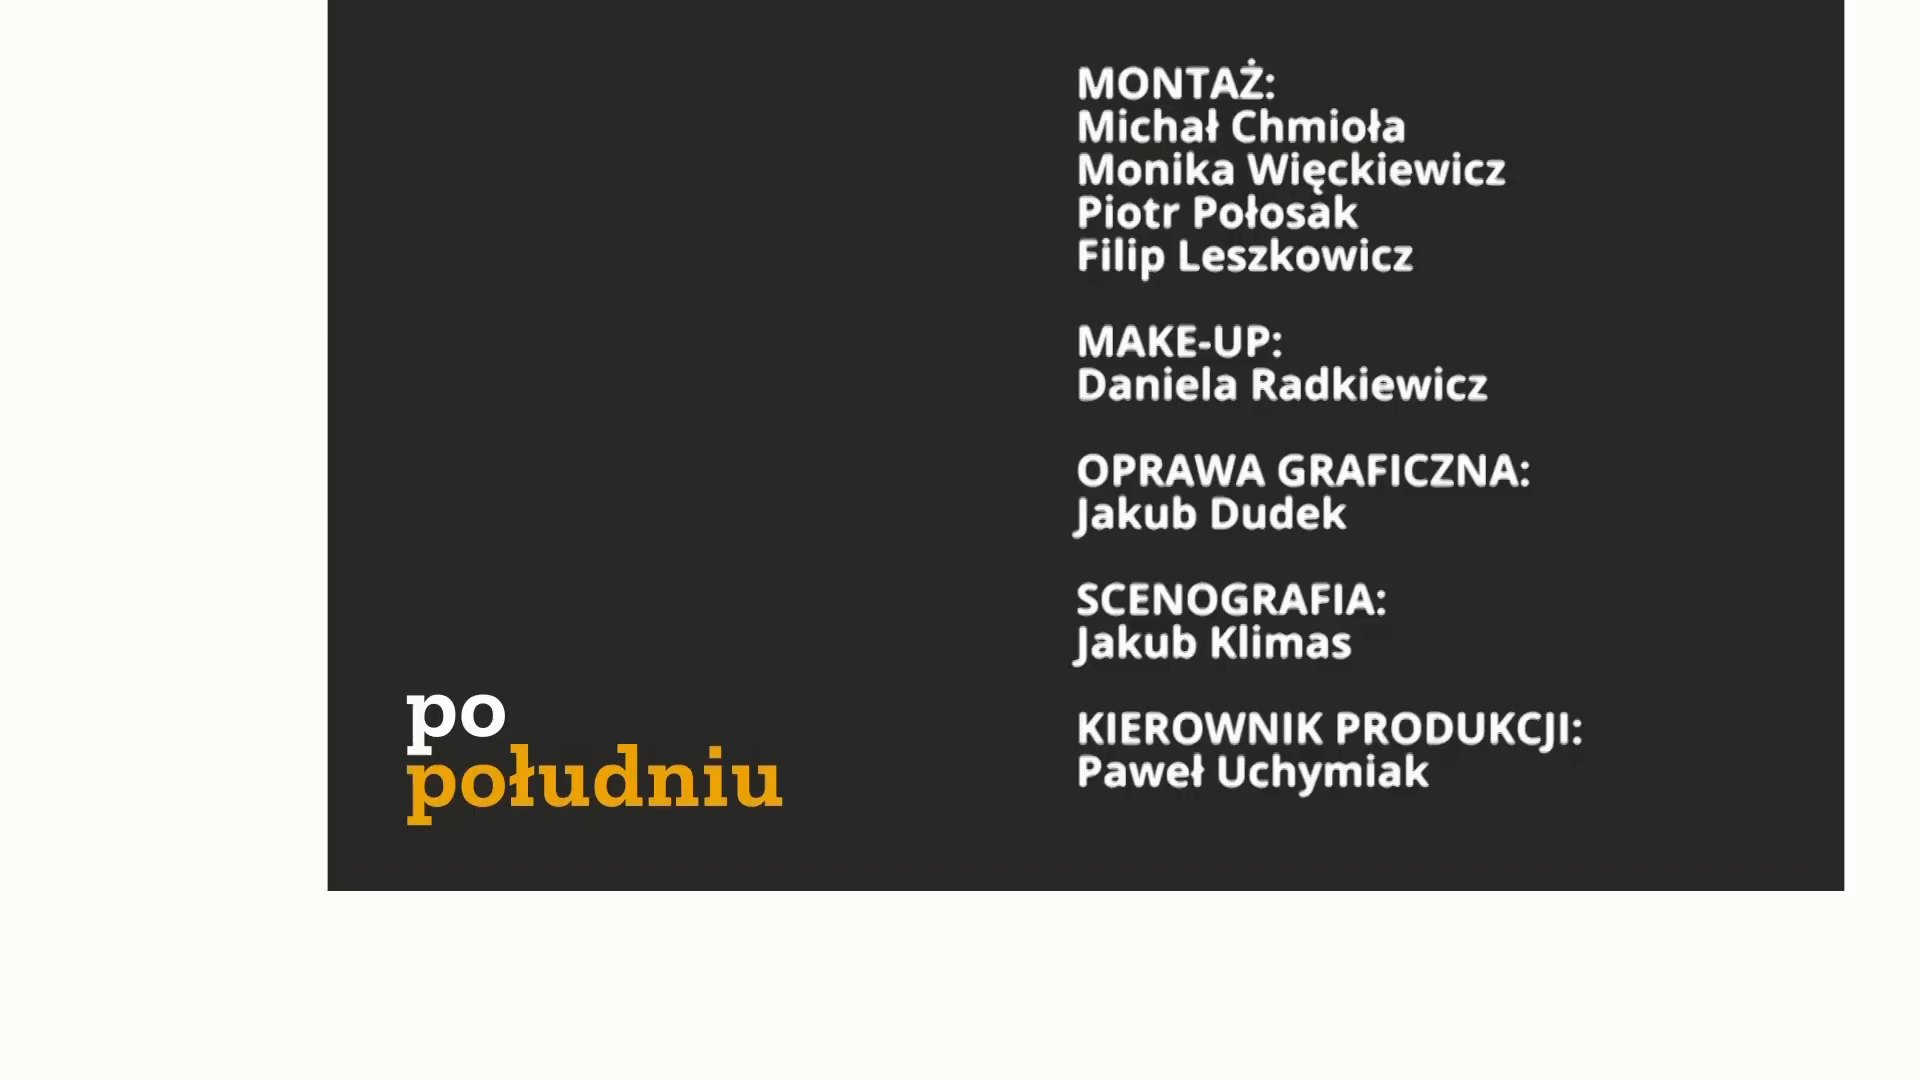 MONTAŻ:
Michał Chmioła
Monika Więckiewicz
Piotr Połosak
Filip Leszkowicz
MAKE-UP:
Daniela Radkiewicz
OPRAWA GRAFICZNA:
Jakub Dudek
SCENOGRAFIA:
Jakub Klimas
KIEROWNIK PRODUKCJI:
Paweł Uchymiak
po
południu